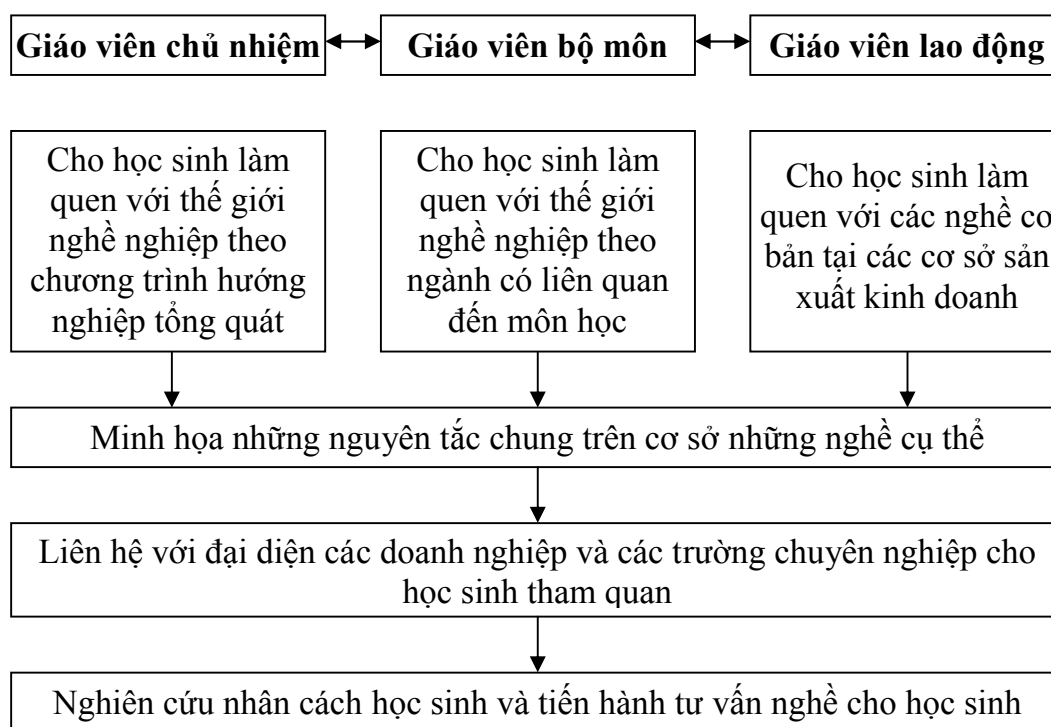 Giáo viên chủ nhiệm
Giáo viên bộ môn
Giáo viên lao động
Cho học sinh làm
quen với thế giới
nghề nghiệp theo
chương trình hướng
nghiệp tổng quát
Cho học sinh làm
quen với thế giới
nghề nghiệp theo
ngành có liên quan
đến môn học
Cho học sinh làm
quen với các nghề cơ
bản tại các cơ sở sản
xuất kinh doanh
Minh họa những nguyên tắc chung trên cơ sở những nghề cụ thể
Liên hệ với đại diện các doanh nghiệp và các trường chuyên nghiệp cho
học sinh tham quan
Nghiên cứu nhân cách học sinh và tiến hành tư vấn nghề cho học sinh